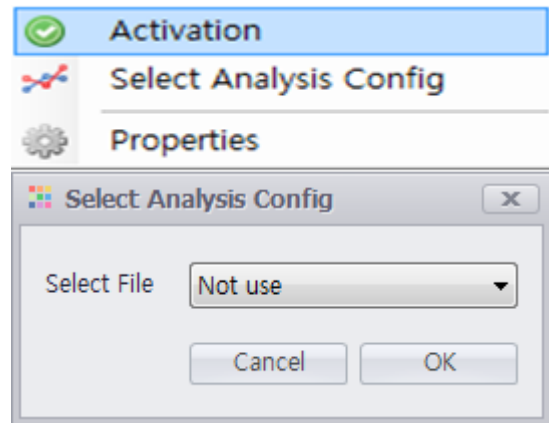 Activation
Select Analysis Config
Properties
Select Analysis Config
Select File Not use
Cancel OK